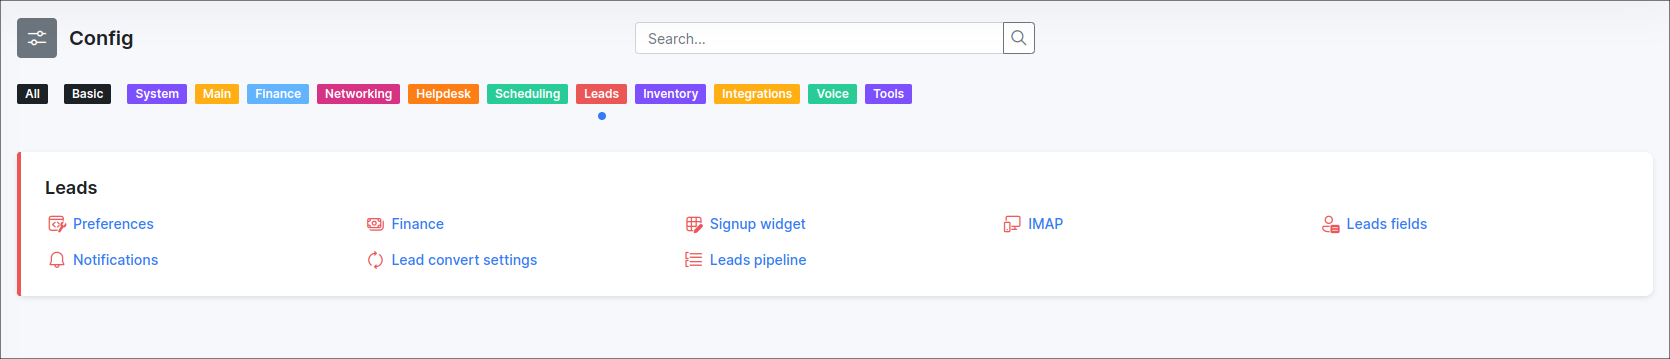 Config
Search...
All Basic System Main Finance Networking Helpdesk Scheduling Leads Inventory Integrations Voice Tools
Leads
Preferences Finance Signup widget IMAP Leads fields
Notifications Lead convert settings Leads pipeline